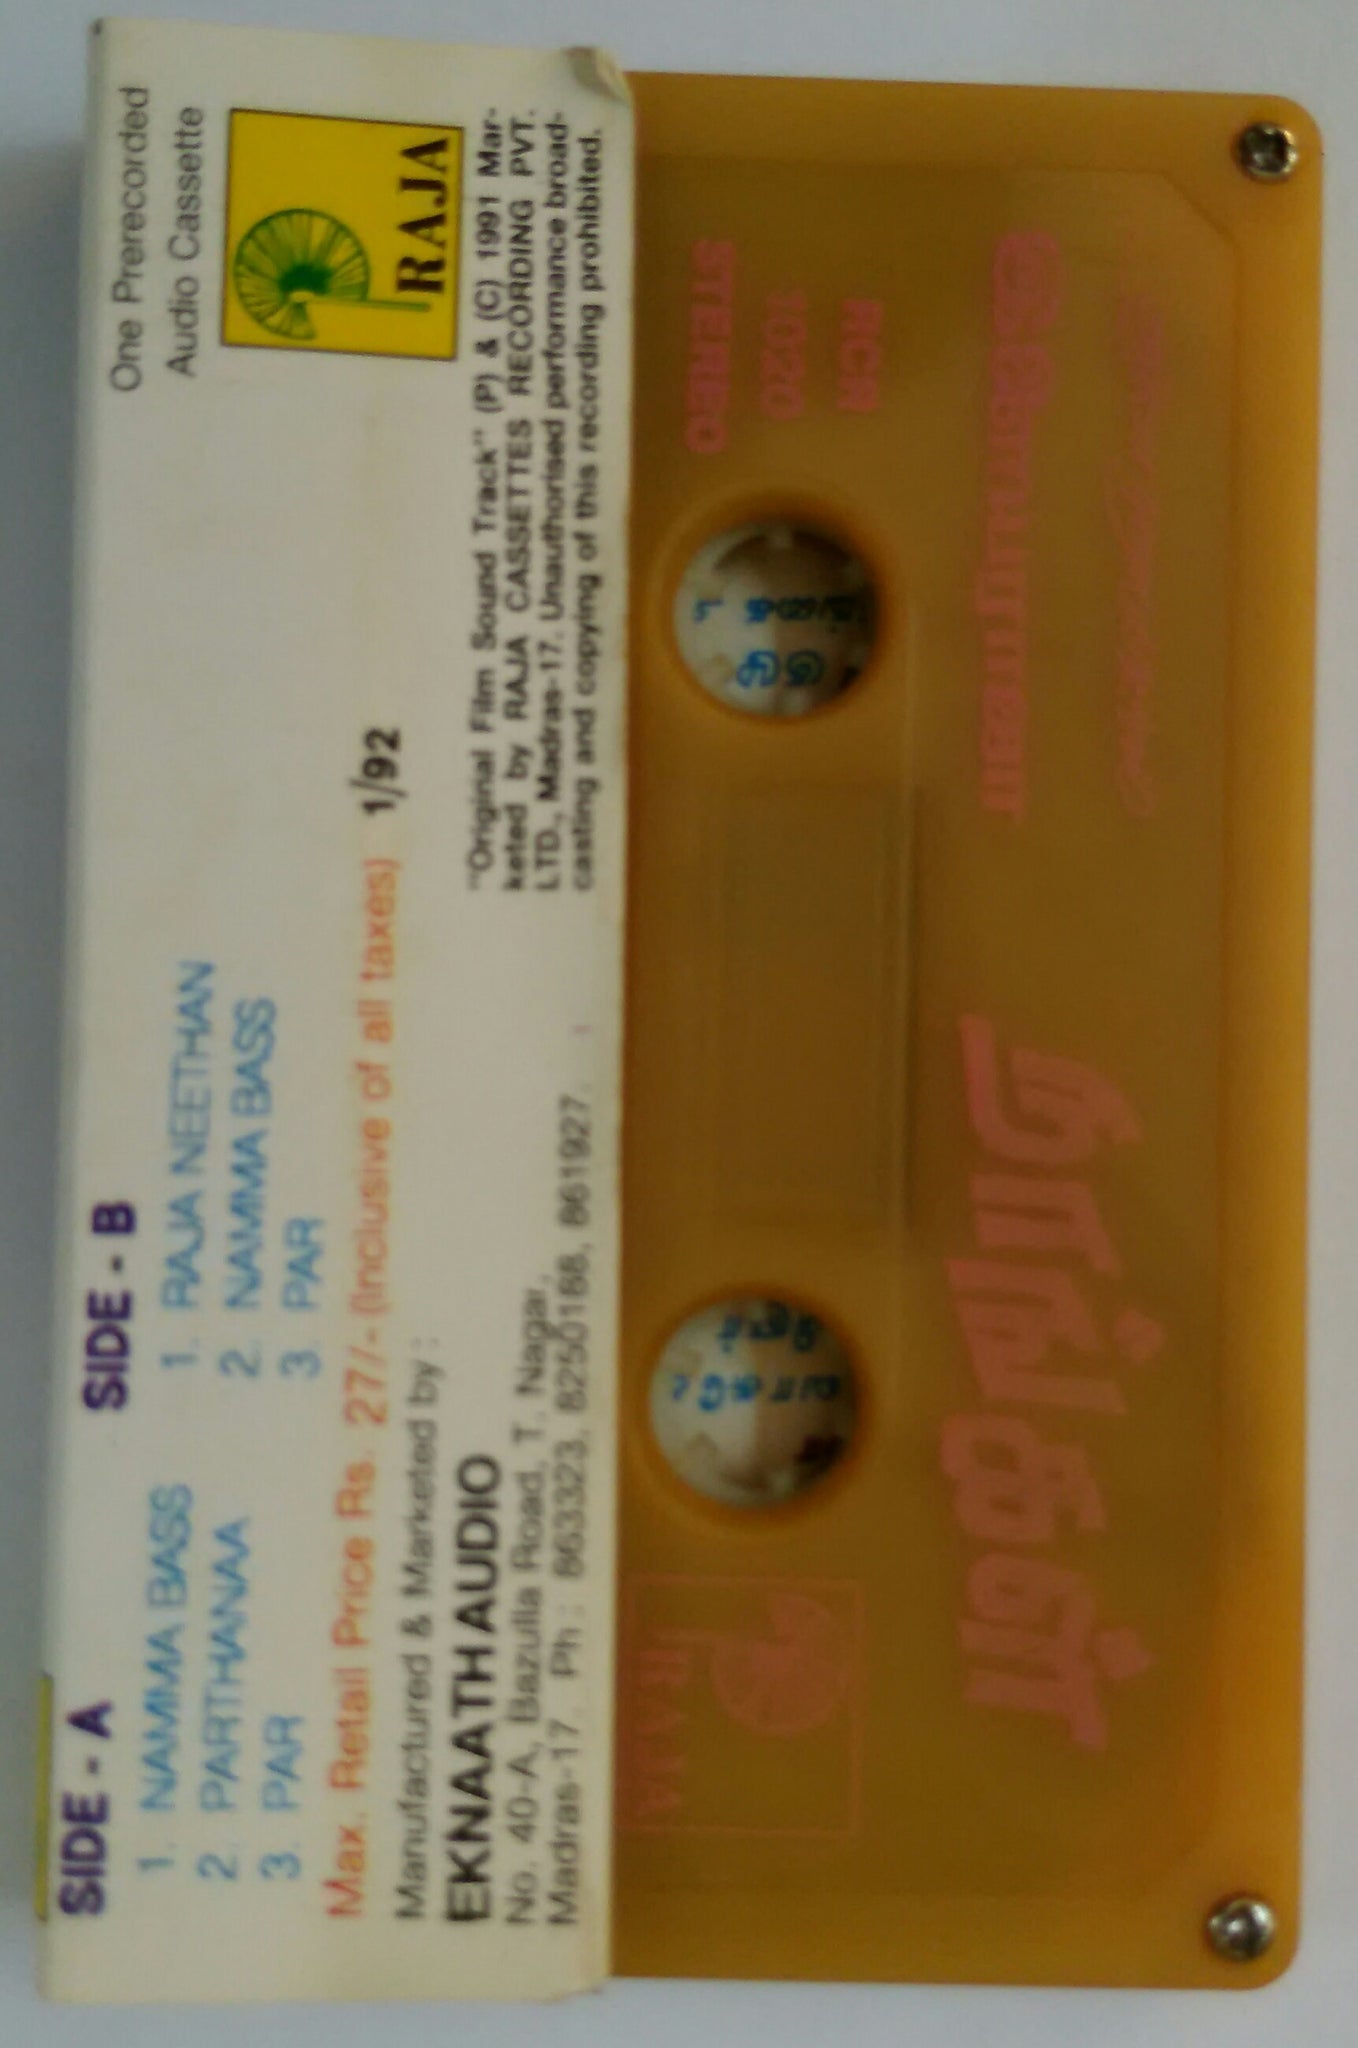 One Prerecorded
Audio Cassette
RAJA
SIDE - A
1. NAMMA BASS
2. PARTHANAA
3. PAR
SIDE - B
1. RAJA NEETHAN
2. NAMMA BASS
3. PAR
Max. Retail Price Rs. 27/- (Inclusive of all taxes) 1/92
Manufactured & Marketed by :
EKNAATH AUDIO
No. 40-A, Bazulla Road, T. Nagar,
Madras-17. Ph : 863323, 8250188, 861927.
"Original Film Sound Track" (P) & (C) 1991 Mar-
keted by RAJA CASSETTES RECORDING PVT.
LTD., Madras-17. Unauthorised performance broad-
casting and copying of this recording prohibited.
RAJA
RCN
1020
STEREO
நாடோடி
இளையராஜா